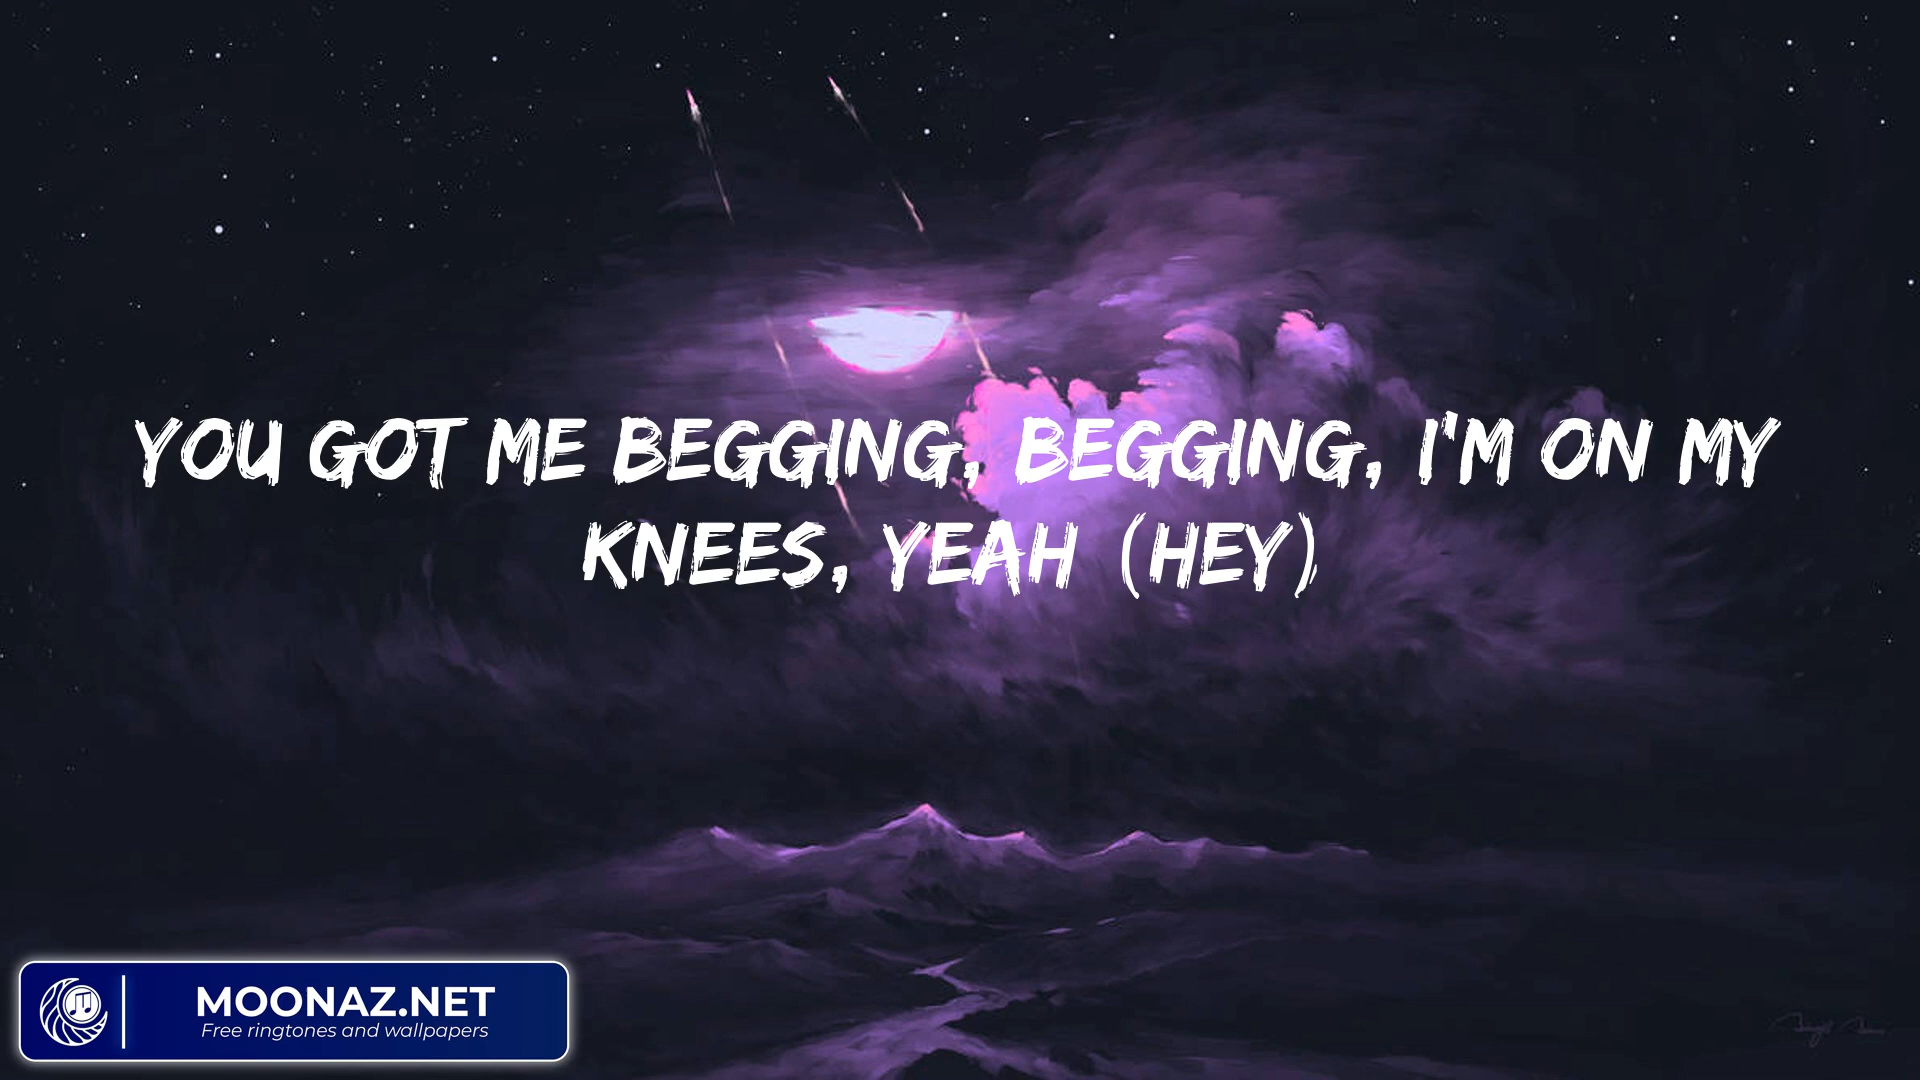 YOU GOT ME BEGGING, BEGGING, I'M ON MY
KNEES, YEAH (HEY)
MOONAZ.NET
Free ringtones and wallpapers